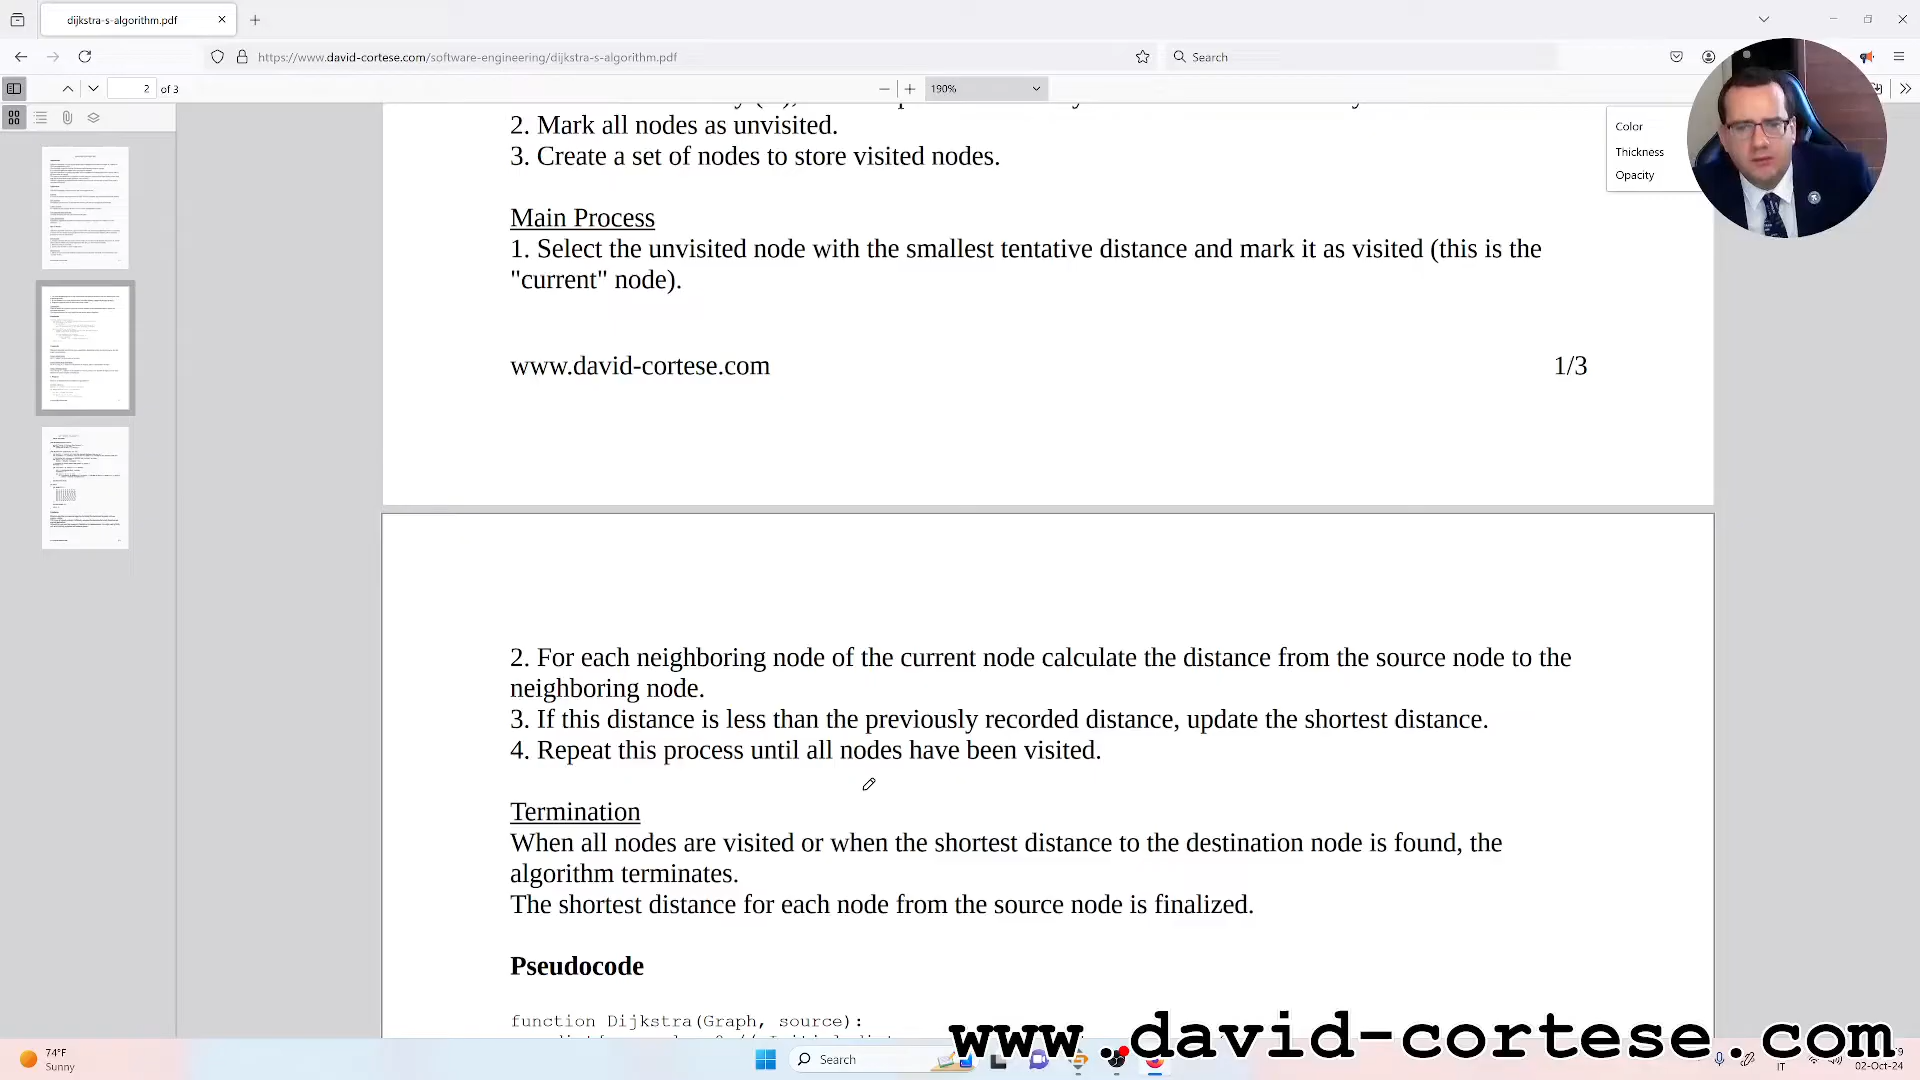 dijkstra-s-algorithm.pdf
https://www.david-cortese.com/software-engineering/dijkstra-s-algorithm.pdf
Search
2 of 3
190%
Color
Thickness
Opacity
2. Mark all nodes as unvisited.
3. Create a set of nodes to store visited nodes.
Main Process
1. Select the unvisited node with the smallest tentative distance and mark it as visited (this is the
"current" node).
www.david-cortese.com
1/3
2. For each neighboring node of the current node calculate the distance from the source node to the
neighboring node.
3. If this distance is less than the previously recorded distance, update the shortest distance.
4. Repeat this process until all nodes have been visited.
Termination
When all nodes are visited or when the shortest distance to the destination node is found, the
algorithm terminates.
The shortest distance for each node from the source node is finalized.
Pseudocode
function Dijkstra(Graph, source):
www.david-cortese.com
74°F
Sunny
Search
IT
02-Oct-24